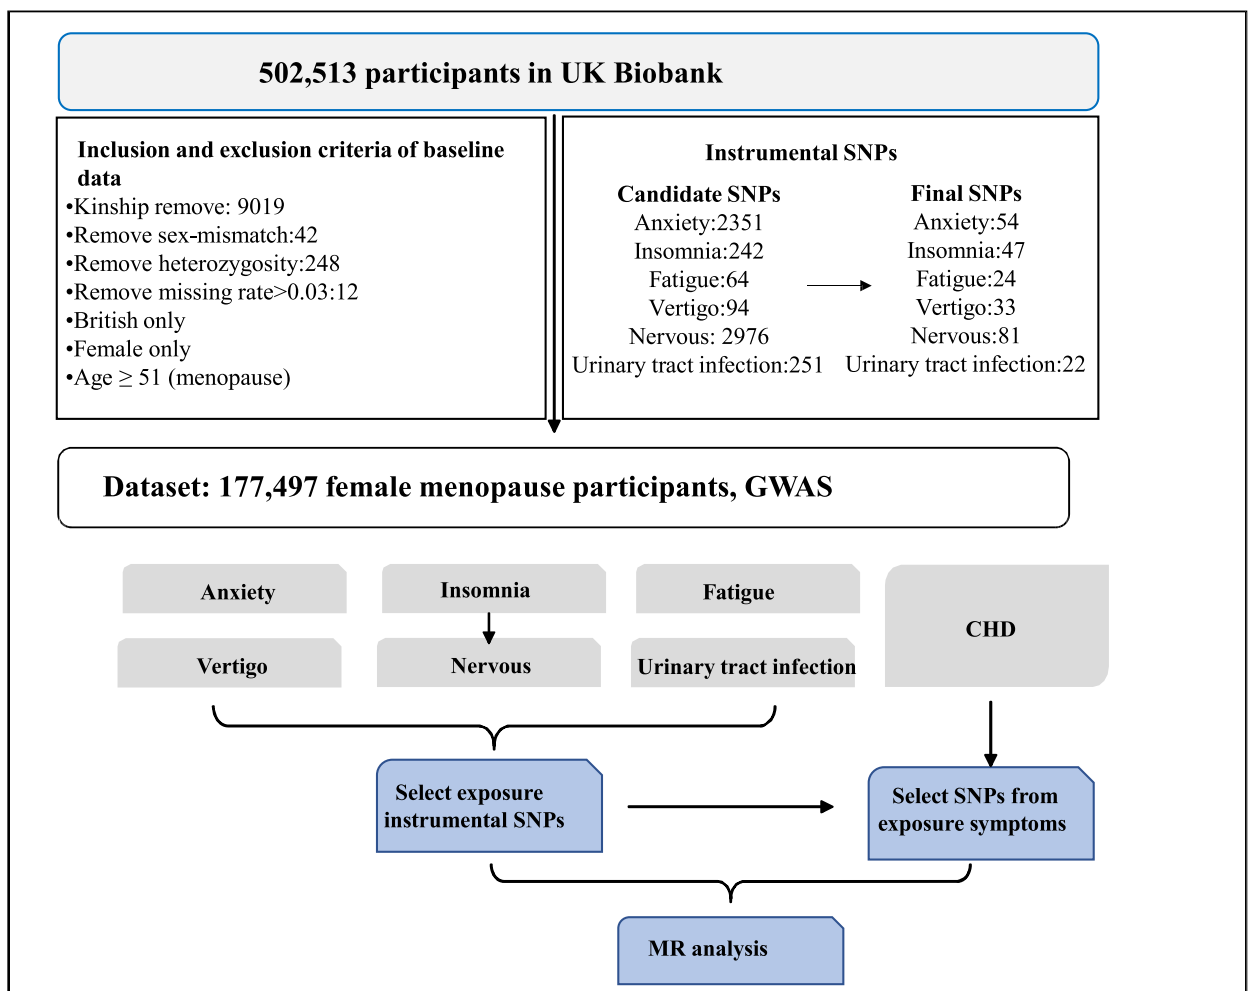 502,513 participants in UK Biobank
Inclusion and exclusion criteria of baseline
data
•Kinship remove: 9019
•Remove sex-mismatch:42
•Remove heterozygosity:248
•Remove missing rate>0.03:12
•British only
•Female only
•Age ≥ 51 (menopause)
Instrumental SNPs
Candidate SNPs
Anxiety:2351
Insomnia:242
Fatigue:64
Vertigo:94
Nervous: 2976
Urinary tract infection:251
Final SNPs
Anxiety:54
Insomnia:47
Fatigue:24
Vertigo:33
Nervous:81
Urinary tract infection:22
Dataset: 177,497 female menopause participants, GWAS
Anxiety
Insomnia
Fatigue
CHD
Vertigo
Nervous
Urinary tract infection
Select exposure
instrumental SNPs
Select SNPs from
exposure symptoms
MR analysis